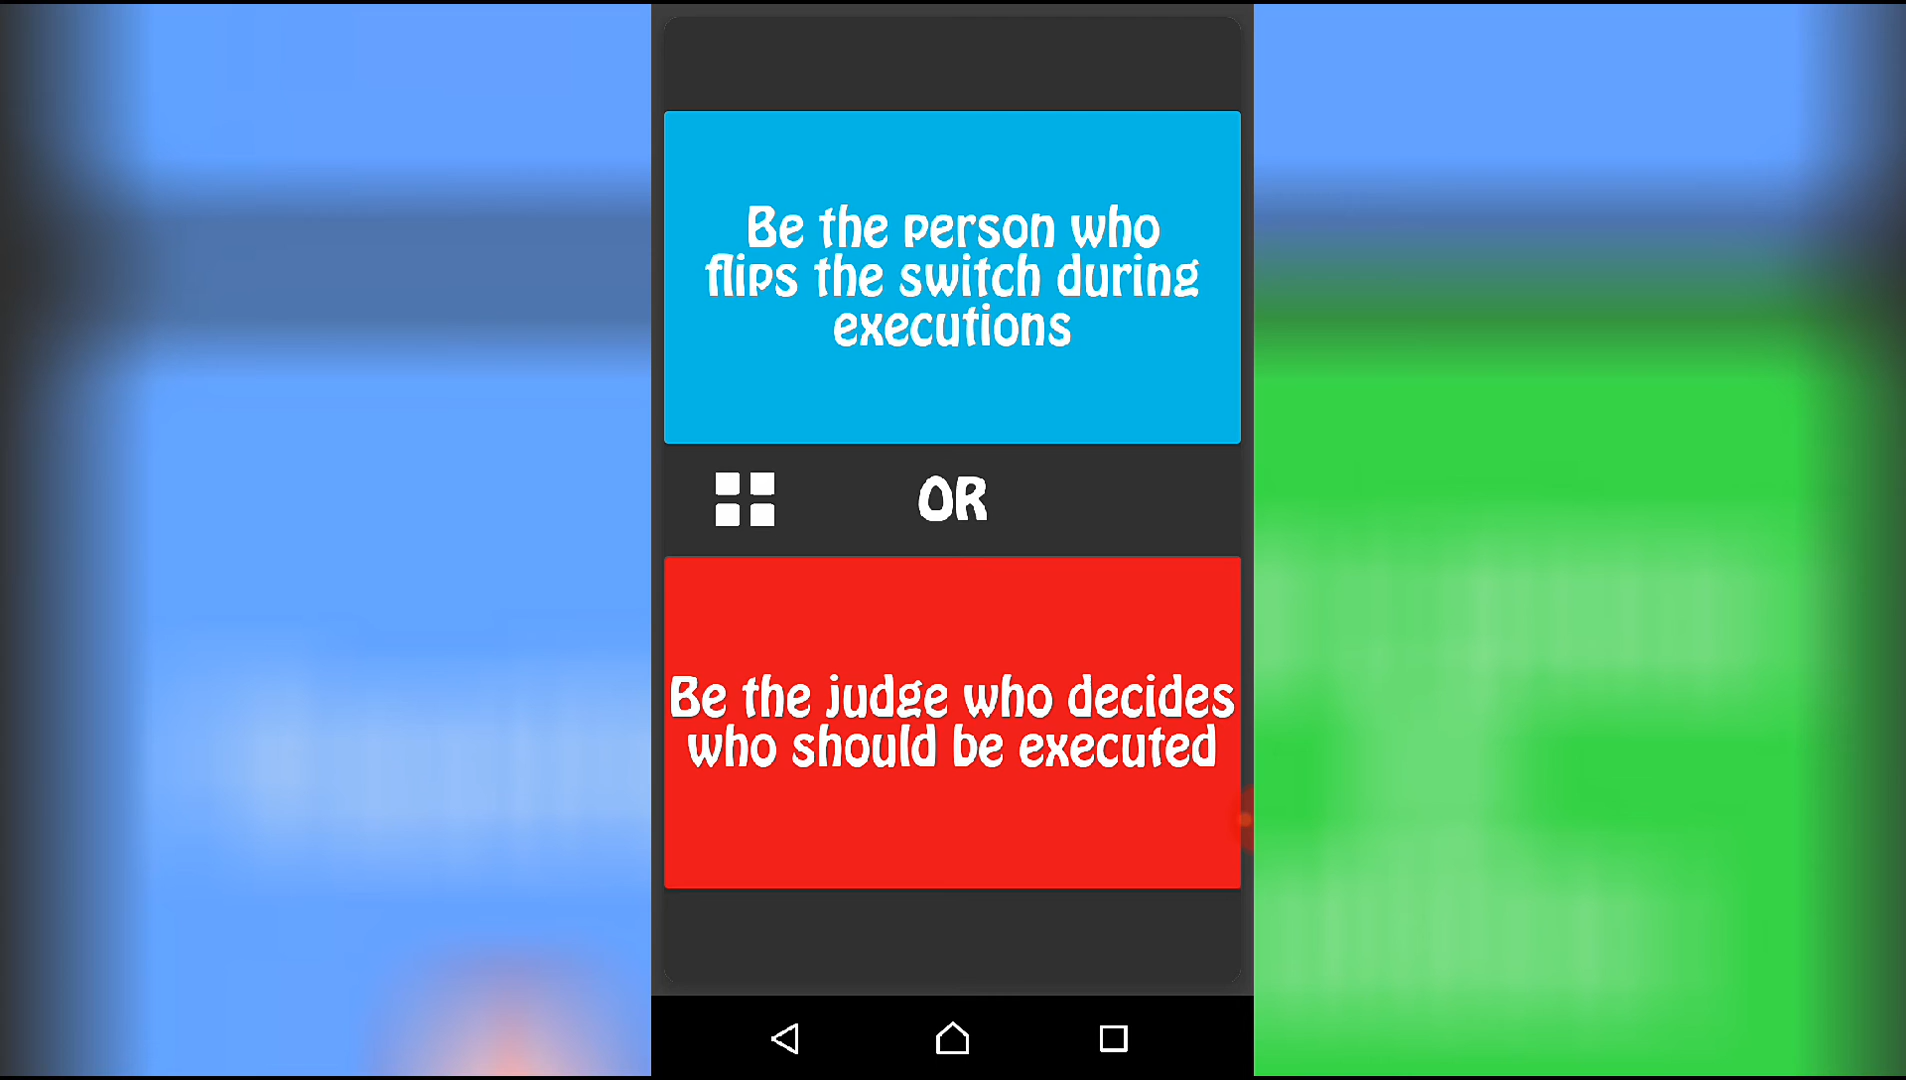 Be the person who
flips the switch during
executions
OR
Be the judge who decides
who should be executed